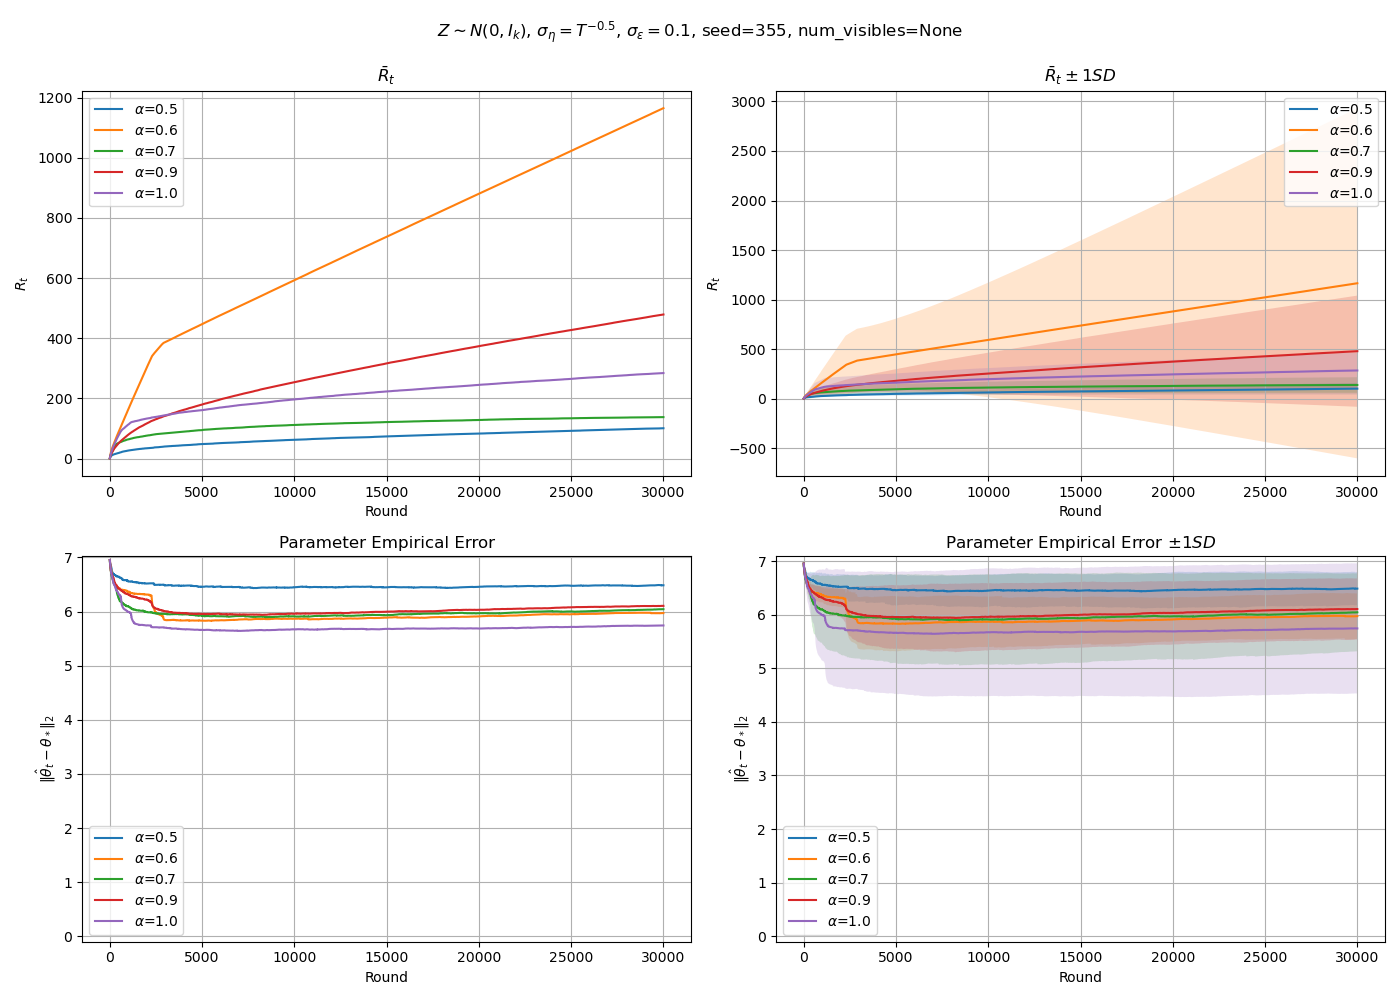 Z ∼ N(0, I_k), σ_η = T^{−0.5}, σ_ε = 0.1, seed=355, num_visibles=None
R̄_t
R_t
1200
1000
800
600
400
200
0
α=0.5
α=0.6
α=0.7
α=0.9
α=1.0
0 5000 10000 15000 20000 25000 30000
Round
R̄_t ± 1SD
R_t
3000
2500
2000
1500
1000
500
0
−500
α=0.5
α=0.6
α=0.7
α=0.9
α=1.0
0 5000 10000 15000 20000 25000 30000
Round
Parameter Empirical Error
‖θ̂_t − θ_*‖_2
7
6
5
4
3
2
1
0
α=0.5
α=0.6
α=0.7
α=0.9
α=1.0
0 5000 10000 15000 20000 25000 30000
Round
Parameter Empirical Error ±1SD
‖θ̂_t − θ_*‖_2
7
6
5
4
3
2
1
0
α=0.5
α=0.6
α=0.7
α=0.9
α=1.0
0 5000 10000 15000 20000 25000 30000
Round